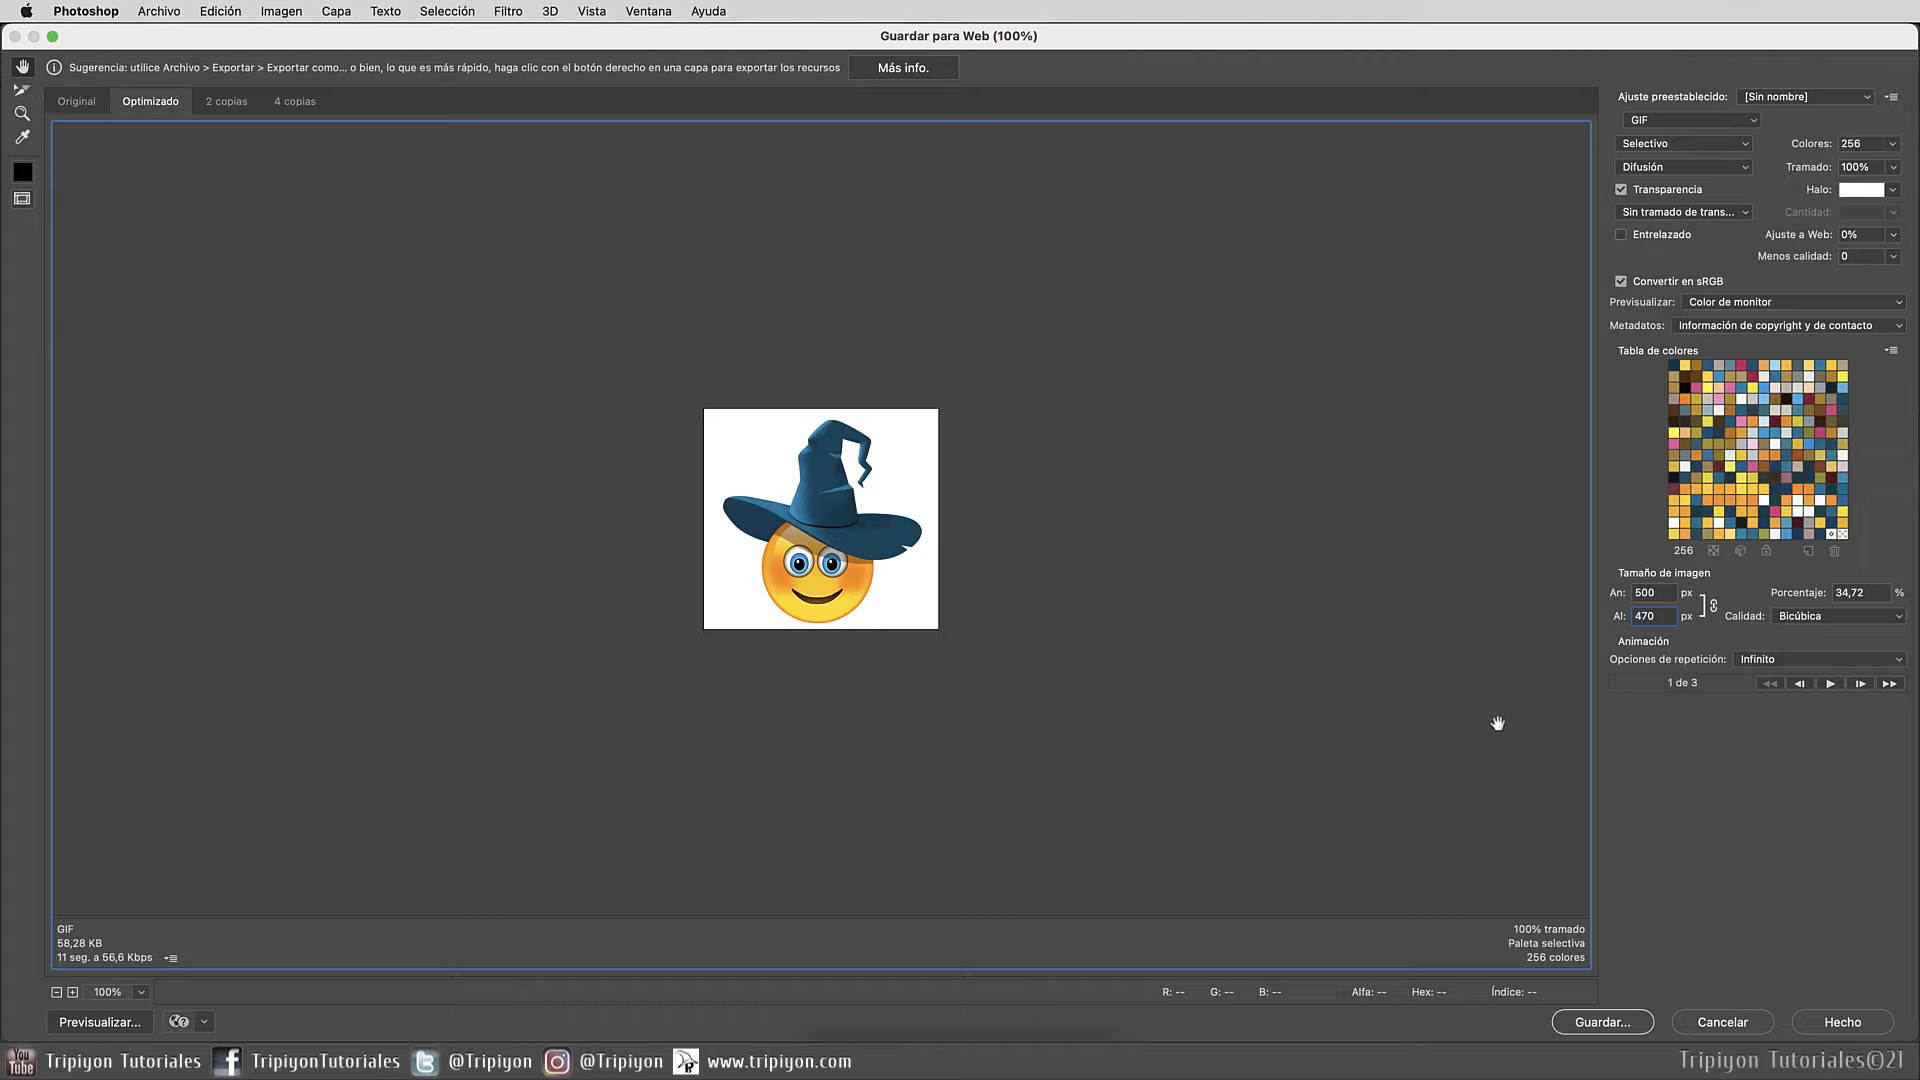 Photoshop Archivo Edición Imagen Capa Texto Selección Filtro 3D Vista Ventana Ayuda
Guardar para Web (100%)
Sugerencia: utilice Archivo > Exportar > Exportar como... o bien, lo que es más rápido, haga clic con el botón derecho en una capa para exportar los recursos Más info.
Original Optimizado 2 copias 4 copias
Ajuste preestablecido: [Sin nombre]
GIF
Selectivo Colores: 256
Difusión Tramado: 100%
Transparencia Halo:
Sin tramado de trans... Cantidad:
Entrelazado Ajuste a Web: 0%
Menos calidad: 0
Convertir en sRGB
Previsualizar: Color de monitor
Metadatos: Información de copyright y de contacto
Tabla de colores
256
Tamaño de imagen
An: 500 px Porcentaje: 34,72 %
Al: 470 px Calidad: Bicúbica
Animación
Opciones de repetición: Infinito
1 de 3
GIF 100% tramado
58,28 KB Paleta selectiva
11 seg. a 56,6 Kbps 256 colores
100% R: -- G: -- B: -- Alfa: -- Hex: -- Índice: --
Previsualizar... Guardar... Cancelar Hecho
You Tube Tripiyon Tutoriales TripiyonTutoriales @Tripiyon @Tripiyon www.tripiyon.com Tripiyon Tutoriales©21